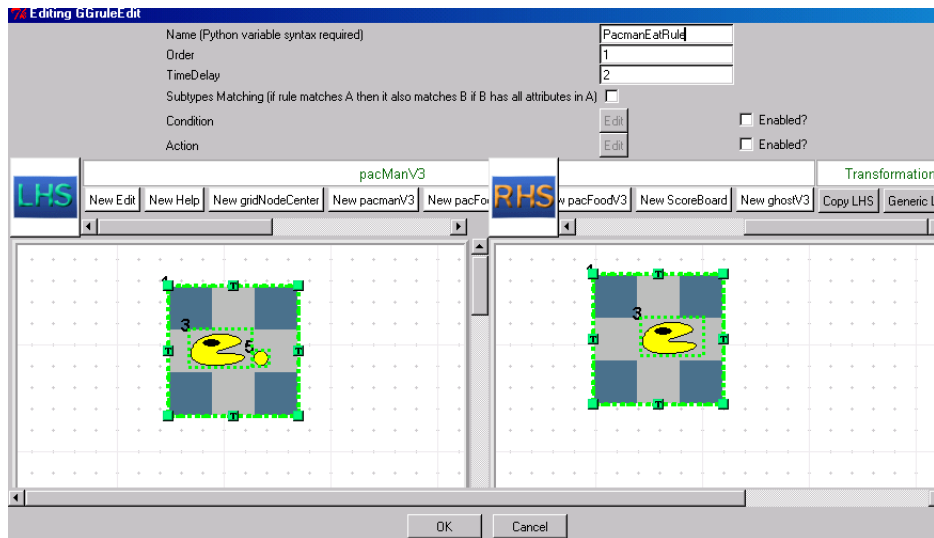 Editing GGruleEdit
Name (Python variable syntax required) PacmanEatRule
Order 1
TimeDelay 2
Subtypes Matching (if rule matches A then it also matches B if B has all attributes in A)
Condition Edit Enabled?
Action Edit Enabled?
LHS
pacManV3
New Edit New Help New gridNodeCenter New pacmanV3 New pacFo
RHS
Transformation
w pacFoodV3 New ScoreBoard New ghostV3 Copy LHS Generic L
1
3
5
T
T
T
T
3
T
T
T
T
OK Cancel